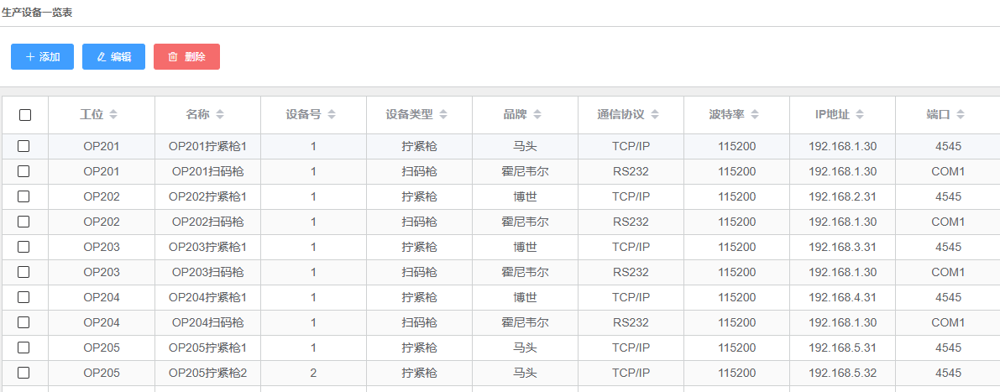 生产设备一览表
添加 编辑 删除
工位 名称 设备号 设备类型 品牌 通信协议 波特率 IP地址 端口
OP201 OP201拧紧枪1 1 拧紧枪 马头 TCP/IP 115200 192.168.1.30 4545
OP201 OP201扫码枪 1 扫码枪 霍尼韦尔 RS232 115200 192.168.1.30 COM1
OP202 OP202拧紧枪1 1 拧紧枪 博世 TCP/IP 115200 192.168.2.31 4545
OP202 OP202扫码枪 1 扫码枪 霍尼韦尔 RS232 115200 192.168.1.30 COM1
OP203 OP203拧紧枪1 1 拧紧枪 博世 TCP/IP 115200 192.168.3.31 4545
OP203 OP203扫码枪 1 扫码枪 霍尼韦尔 RS232 115200 192.168.1.30 COM1
OP204 OP204拧紧枪1 1 拧紧枪 博世 TCP/IP 115200 192.168.4.31 4545
OP204 OP204扫码枪 1 扫码枪 霍尼韦尔 RS232 115200 192.168.1.30 COM1
OP205 OP205拧紧枪1 1 拧紧枪 马头 TCP/IP 115200 192.168.5.31 4545
OP205 OP205拧紧枪2 2 拧紧枪 马头 TCP/IP 115200 192.168.5.32 4545